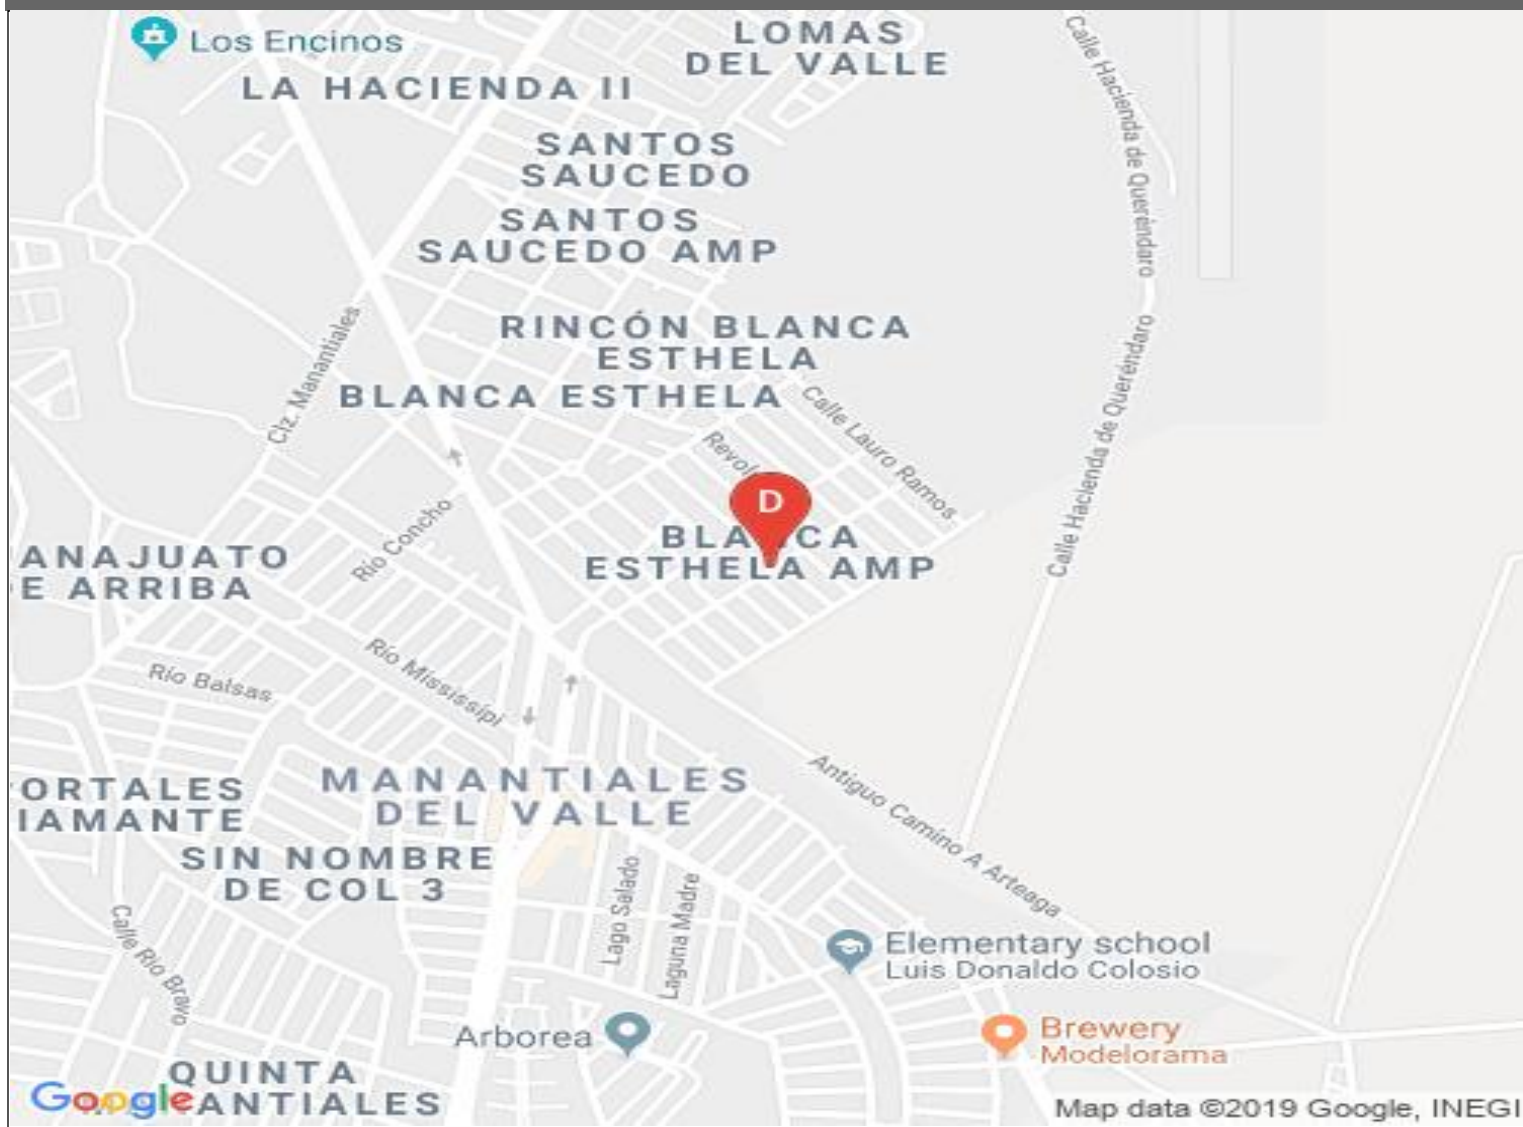 Los Encinos
LOMAS
DEL VALLE
LA HACIENDA II
SANTOS
SAUCEDO
SANTOS
SAUCEDO AMP
Calle Hacienda de Queréndaro
RINCÓN BLANCA
ESTHELA
BLANCA ESTHELA
Clz. Manantiales
Calle Lauro Ramos
Calle Hacienda de Queréndaro
D
ESTHELA AMP
Río Concho
ANAJUATO
E ARRIBA
Río Mississipi
Río Balsas
MANANTIALES
DEL VALLE
ORTALES
IAMANTE
SIN NOMBRE
DE COL 3
Antiguo Camino A Arteaga
Lago Salado
Laguna Madre
Calle Río Bravo
Elementary school
Luis Donaldo Colosio
Arborea
Brewery
Modelorama
QUINTA
ANTIALES
Google
Map data ©2019 Google, INEGI